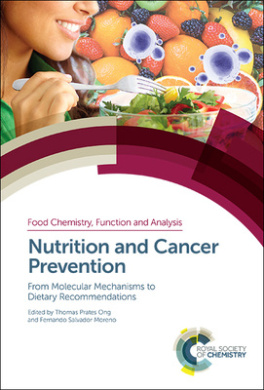 Food Chemistry, Function and Analysis
Nutrition and Cancer
Prevention
From Molecular Mechanisms to
Dietary Recommendations
Edited by Thomas Prates Ong
and Fernando Salvador Moreno
ROYAL SOCIETY
OF CHEMISTRY